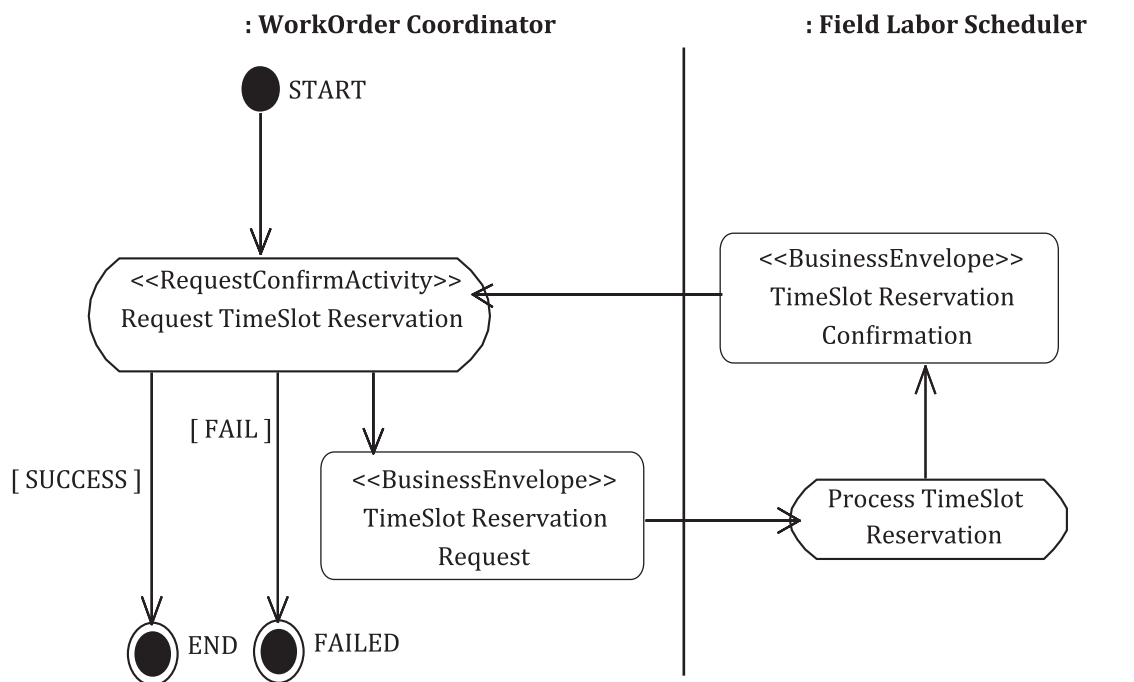 : WorkOrder Coordinator
: Field Labor Scheduler
START
<<RequestConfirmActivity>>
Request TimeSlot Reservation
<<BusinessEnvelope>>
TimeSlot Reservation
Confirmation
[ FAIL ]
[ SUCCESS ]
<<BusinessEnvelope>>
TimeSlot Reservation
Request
Process TimeSlot
Reservation
END
FAILED